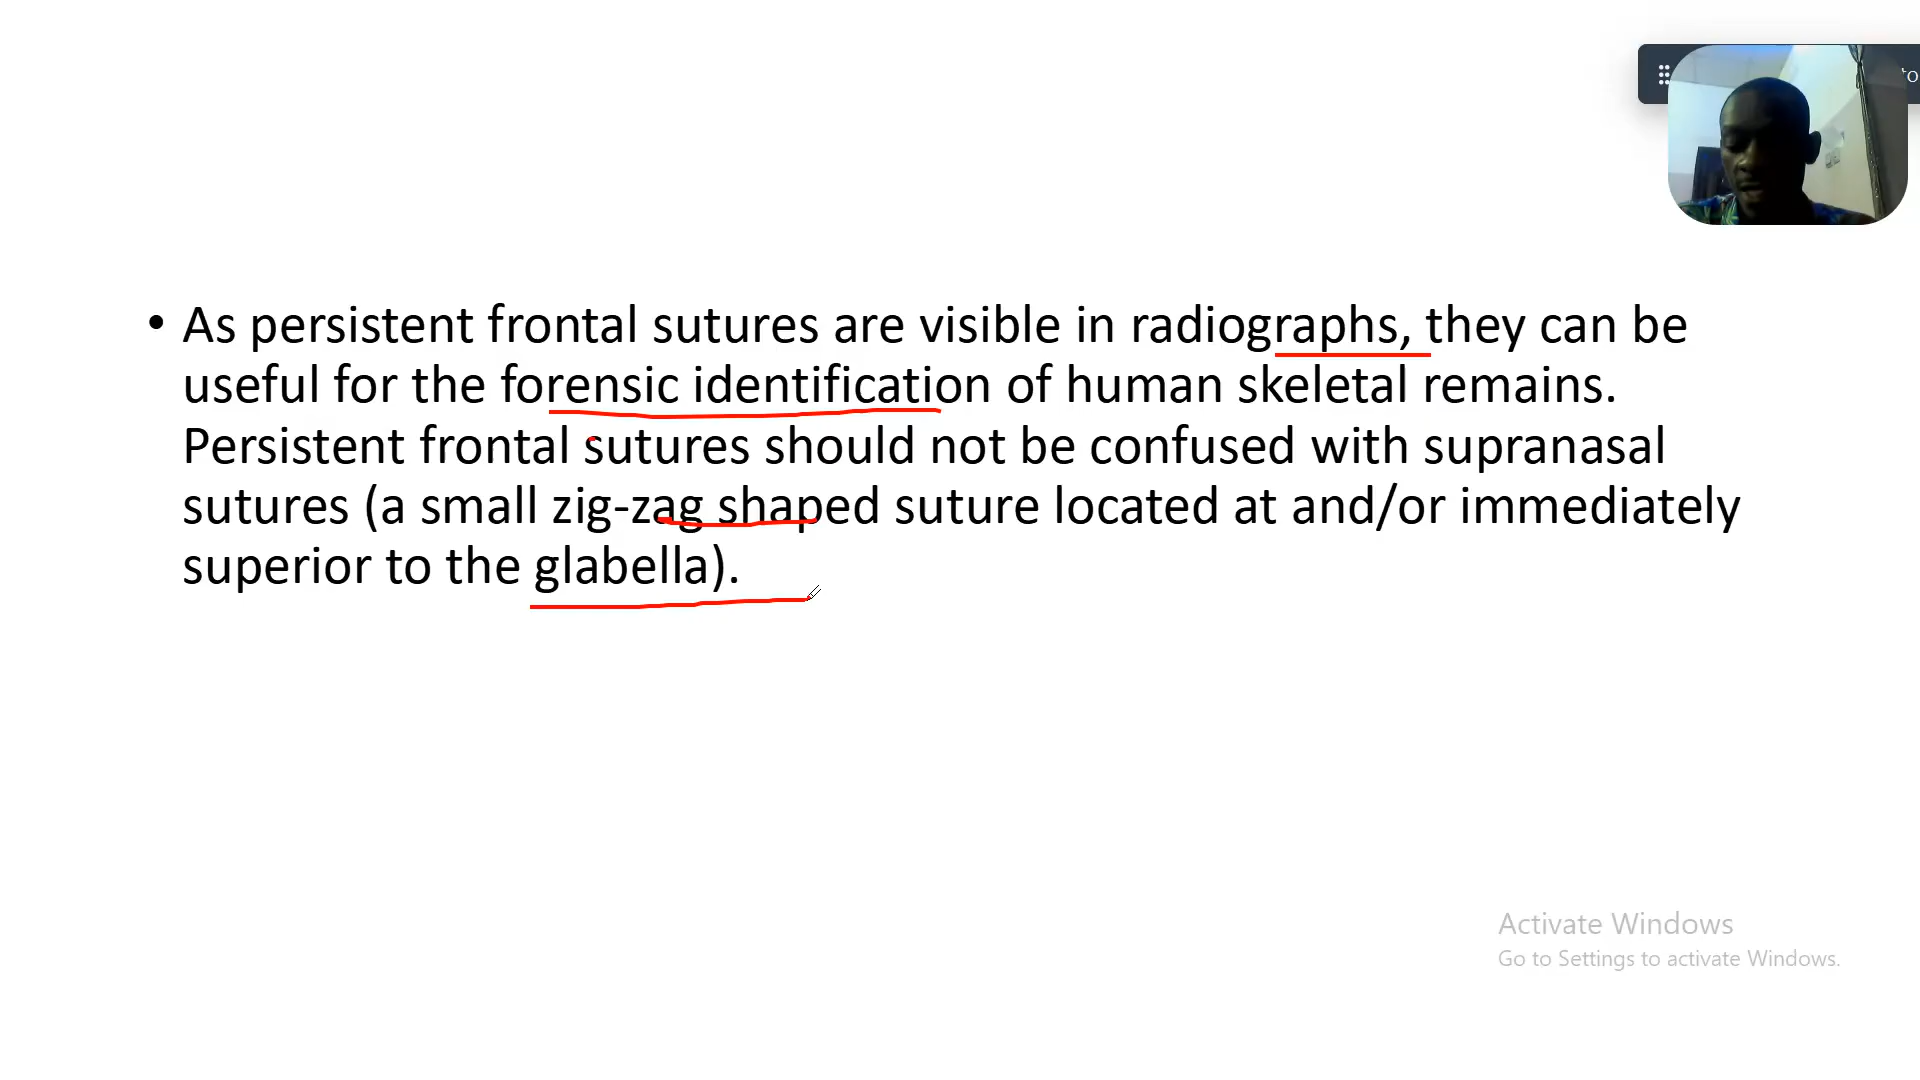 • As persistent frontal sutures are visible in radiographs, they can be
useful for the forensic identification of human skeletal remains.
Persistent frontal sutures should not be confused with supranasal
sutures (a small zig-zag shaped suture located at and/or immediately
superior to the glabella).
Activate Windows
Go to Settings to activate Windows.